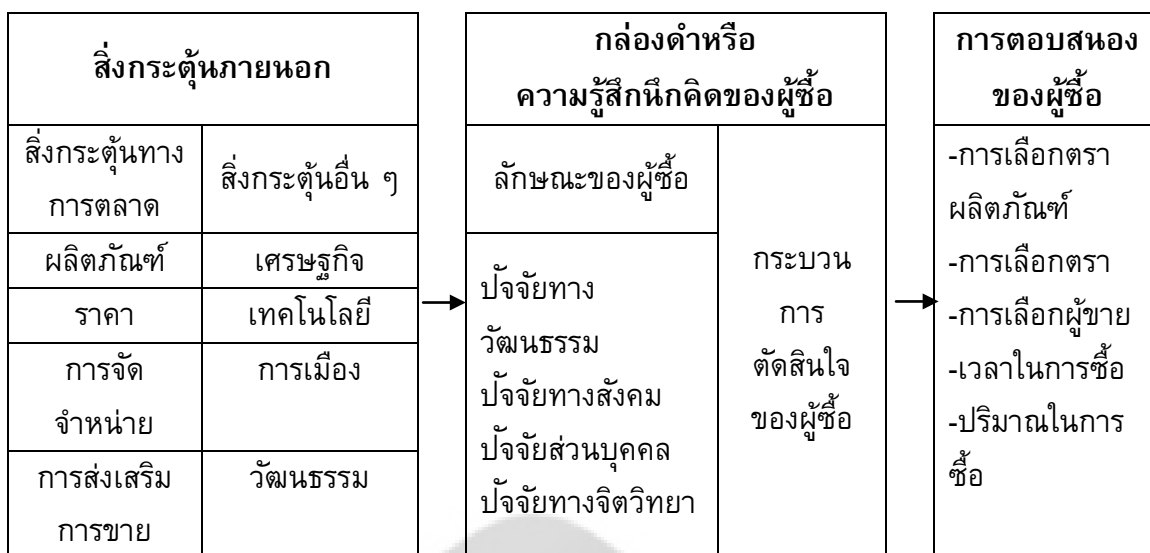 สิ่งกระตุ้นภายนอก
สิ่งกระตุ้นทาง
การตลาด
สิ่งกระตุ้นอื่น ๆ
ผลิตภัณฑ์
เศรษฐกิจ
ราคา
เทคโนโลยี
การจัด
จำหน่าย
การเมือง
การส่งเสริม
การขาย
วัฒนธรรม
กล่องดำหรือ
ความรู้สึกนึกคิดของผู้ซื้อ
ลักษณะของผู้ซื้อ
ปัจจัยทาง
วัฒนธรรม
ปัจจัยทางสังคม
ปัจจัยส่วนบุคคล
ปัจจัยทางจิตวิทยา
กระบวน
การ
ตัดสินใจ
ของผู้ซื้อ
การตอบสนอง
ของผู้ซื้อ
-การเลือกตรา
ผลิตภัณฑ์
-การเลือกตรา
-การเลือกผู้ขาย
-เวลาในการซื้อ
-ปริมาณในการ
ซื้อ